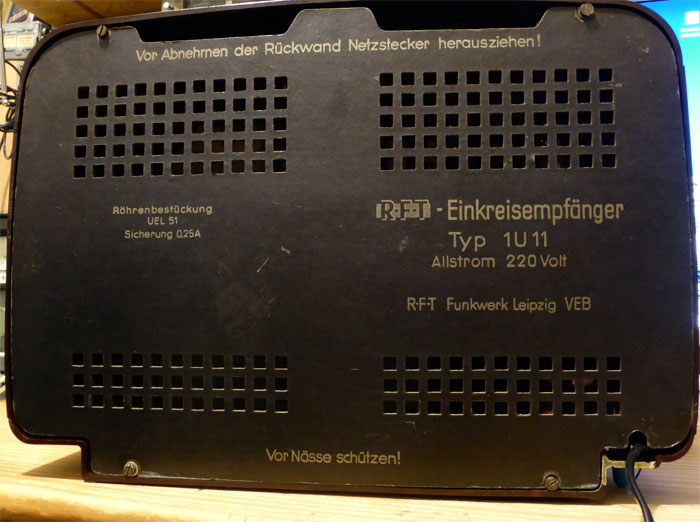 Vor Abnehmen der Rückwand Netzstecker herausziehen!
Röhrenbestückung
UEL 51
Sicherung 0,25A
R-F-T - Einkreisempfänger
Typ 1U11
Allstrom 220 Volt
R-F-T Funkwerk Leipzig VEB
Vor Nässe schützen!